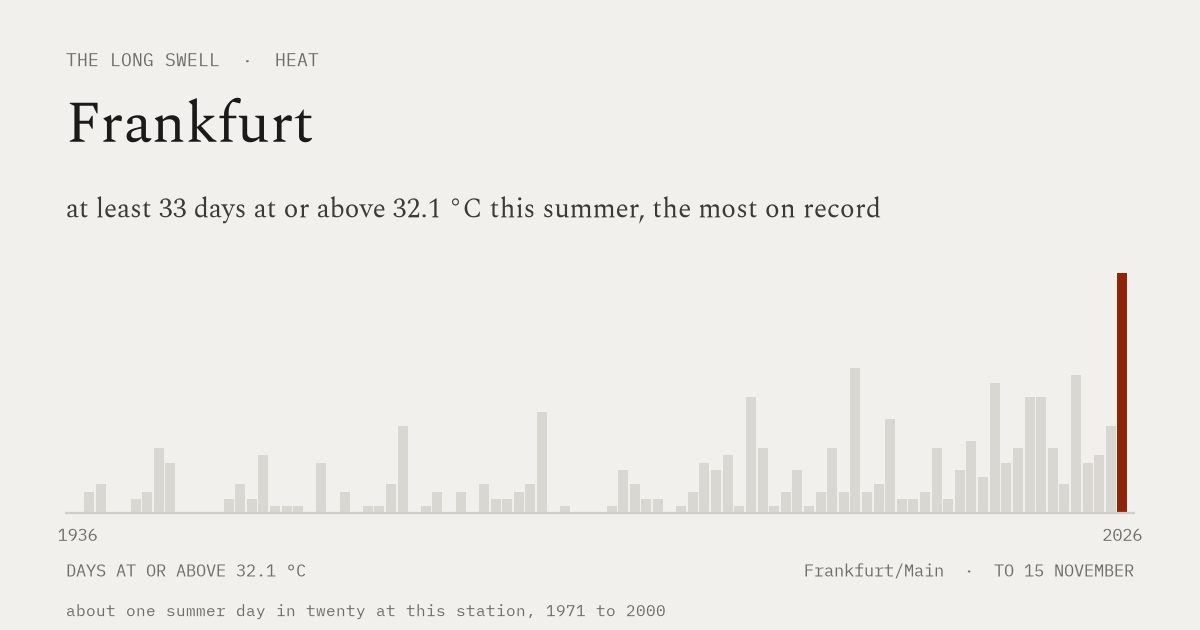 THE LONG SWELL · HEAT
Frankfurt
at least 33 days at or above 32.1 °C this summer, the most on record
1936
2026
DAYS AT OR ABOVE 32.1 °C
Frankfurt/Main · TO 15 NOVEMBER
about one summer day in twenty at this station, 1971 to 2000